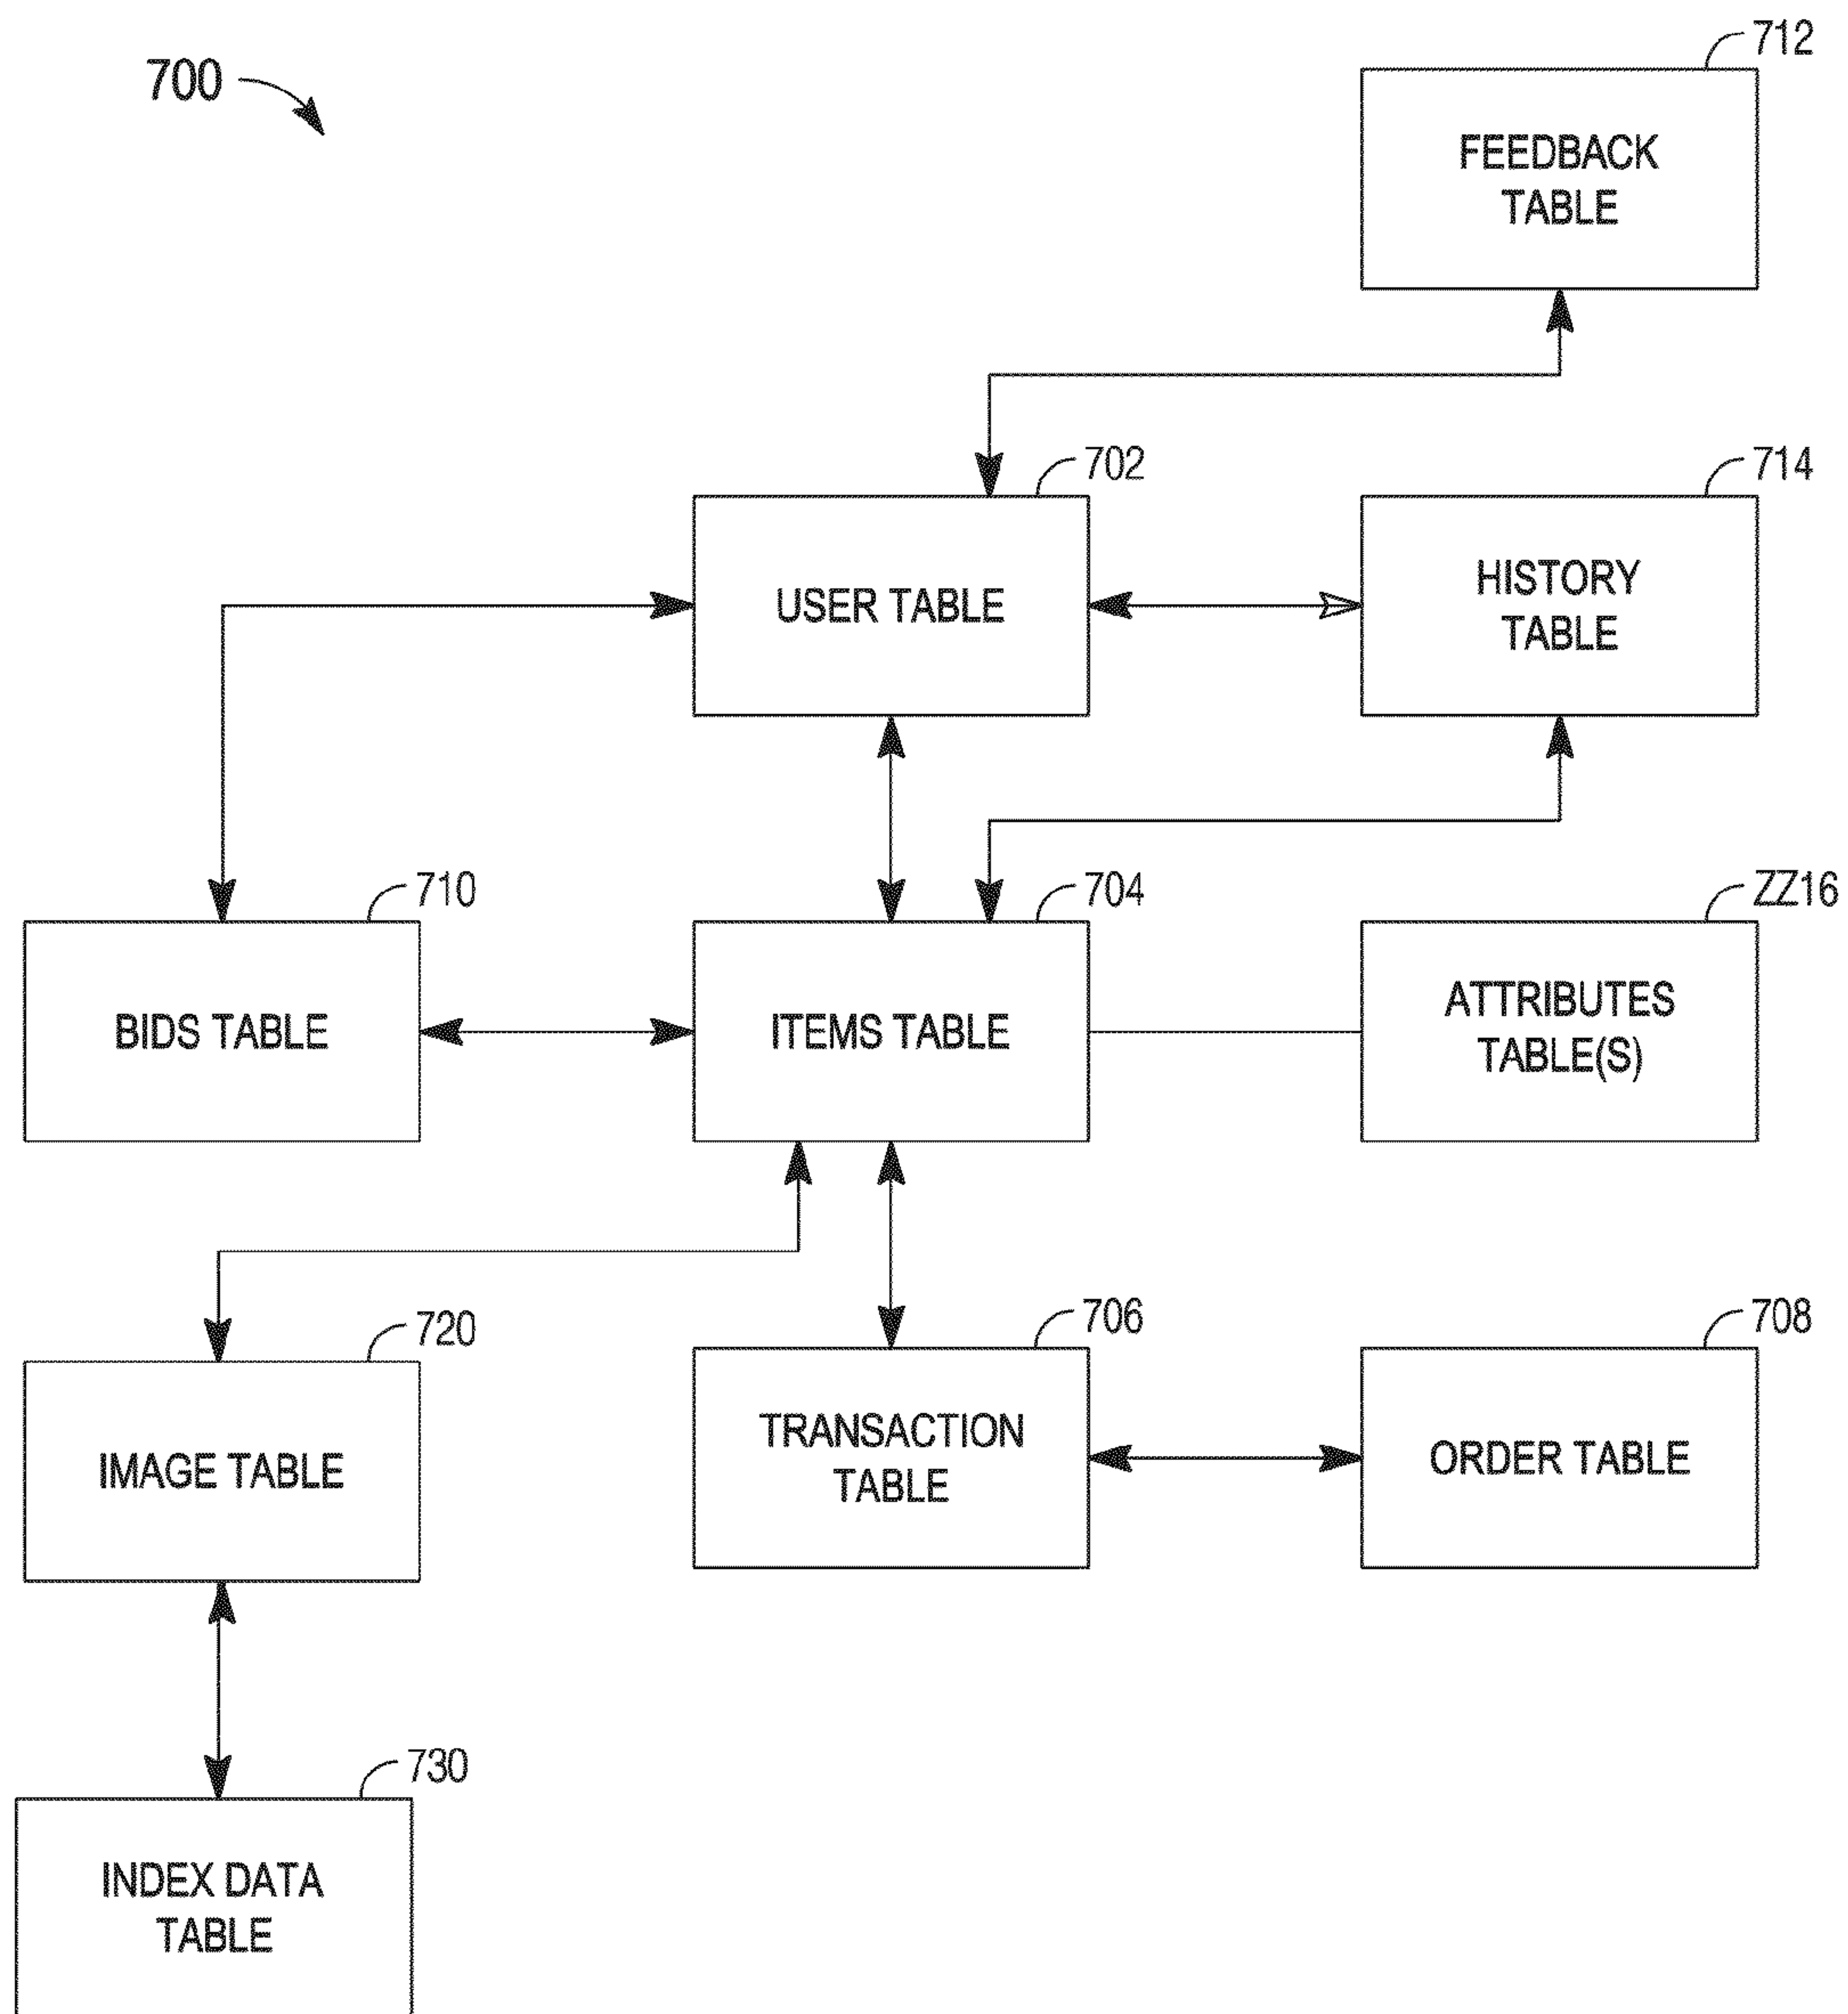 712
700
FEEDBACK
TABLE
702
714
USER TABLE
HISTORY
TABLE
710
704
ZZ16
BIDS TABLE
ITEMS TABLE
ATTRIBUTES
TABLE(S)
720
706
708
IMAGE TABLE
TRANSACTION
TABLE
ORDER TABLE
730
INDEX DATA
TABLE